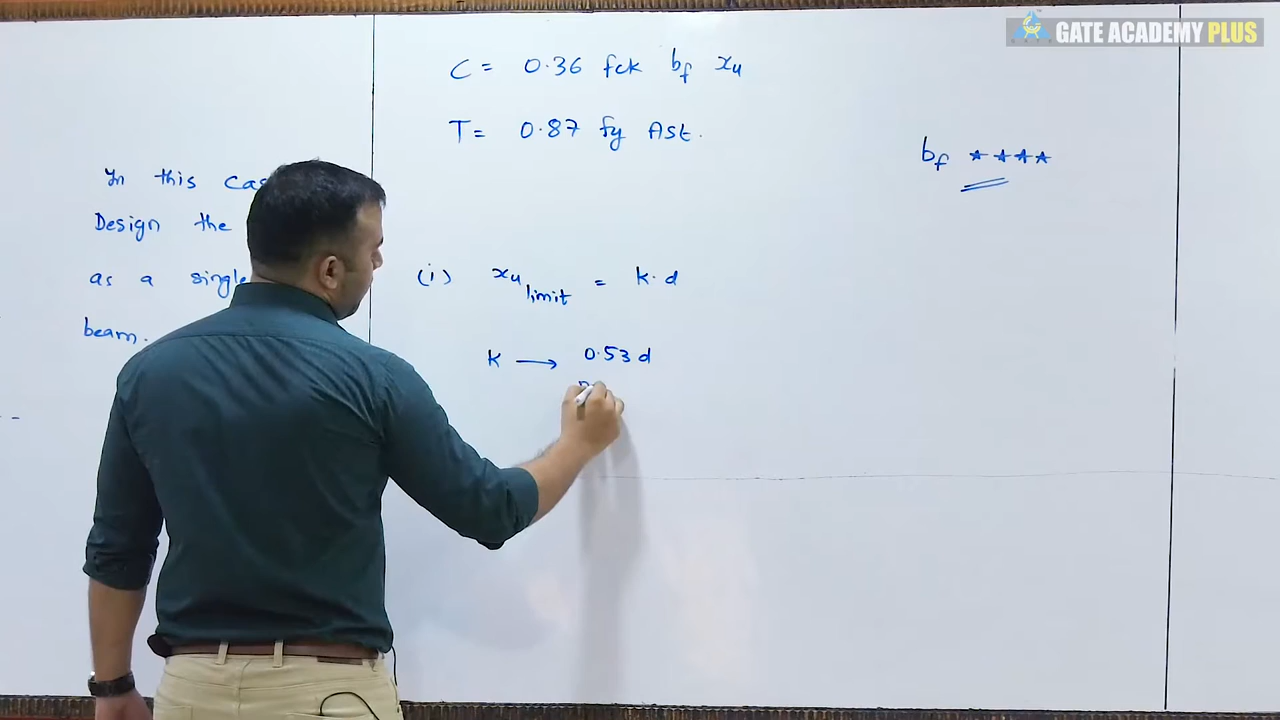 GATE ACADEMY PLUS
In this
Design the
as a
beam.
C = 0.36 fck bf xu
T = 0.87 fy Ast.
bf ****
(i) xu limit = k.d
k → 0.53 d